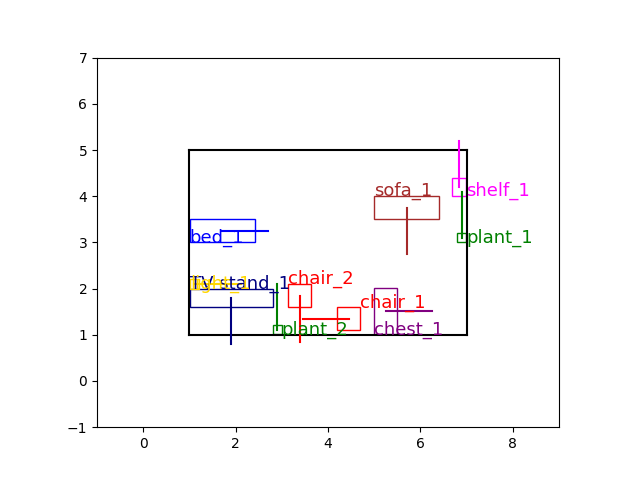 7
6
5
sofa_1
shelf_1
4
bed_1
plant_1
3
chair_2
light_1
TV_stand_1
2
chair_1
plant_2
chest_1
1
0
−1
0 2 4 6 8